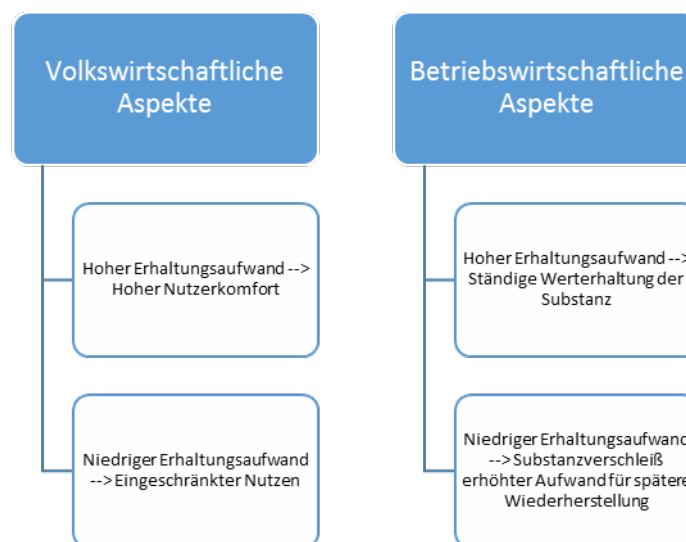 Volkswirtschaftliche
Aspekte
Hoher Erhaltungsaufwand -->
Hoher Nutzerkomfort
Niedriger Erhaltungsaufwand
--> Eingeschränkter Nutzen
Betriebswirtschaftliche
Aspekte
Hoher Erhaltungsaufwand -->
Ständige Werterhaltung der
Substanz
Niedriger Erhaltungsaufwand
--> Substanzverschleiß
erhöhter Aufwand für spätere
Wiederherstellung